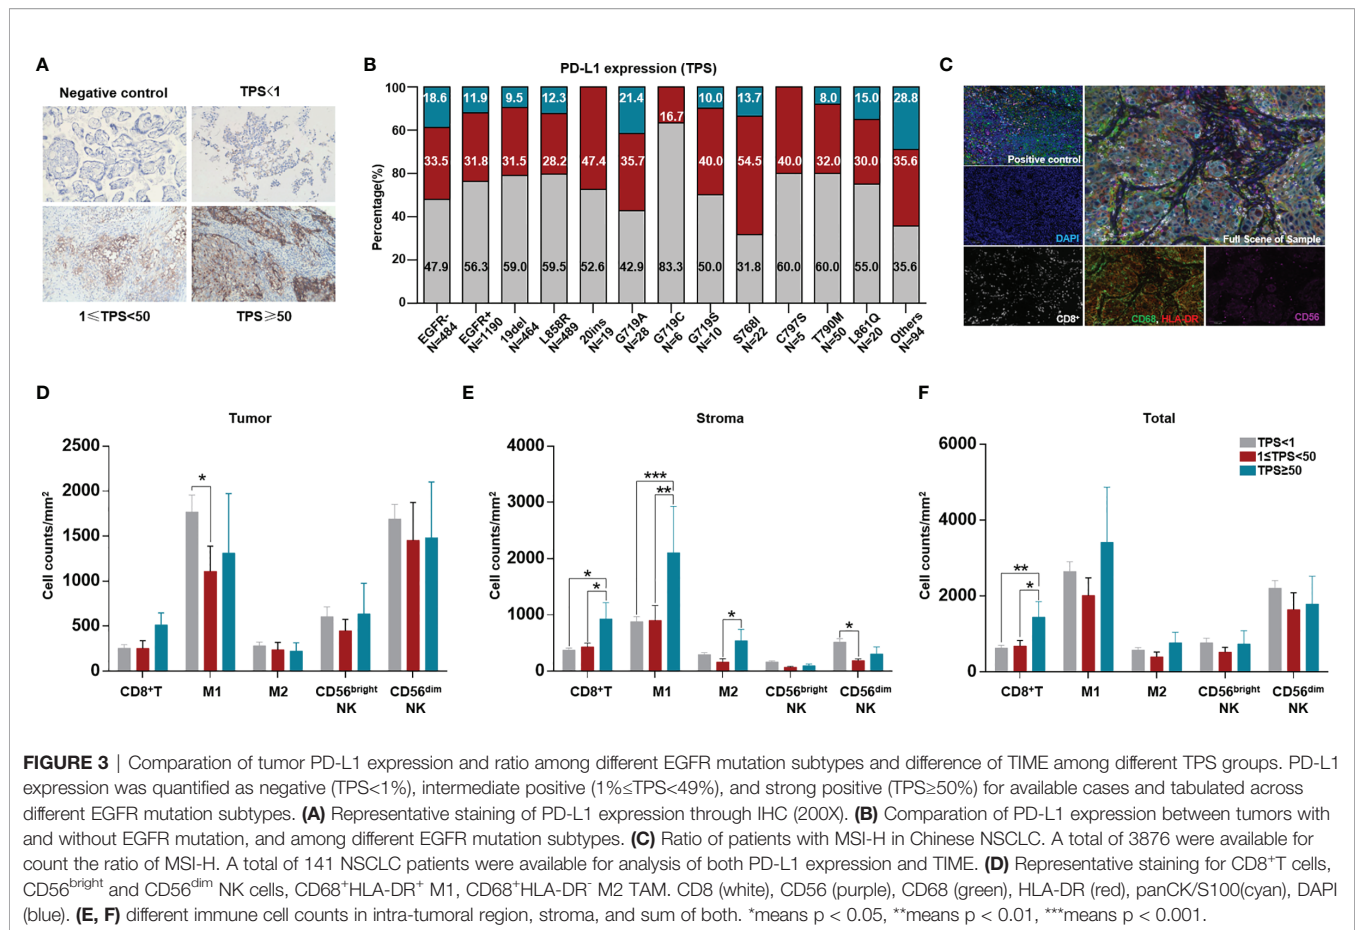 A
Negative control
TPS<1
1≤TPS<50
TPS≥50
B
PD-L1 expression (TPS)
Percentage(%)
100
60
80
40
20
0
18.6 11.9 9.5 12.3 21.4 10.0 13.7 8.0 15.0 28.8
33.5 31.8 31.5 28.2 47.4 35.7 16.7 40.0 54.5 40.0 32.0 30.0 35.6
47.9 56.3 59.0 59.5 52.6 42.9 83.3 50.0 31.8 60.0 60.0 55.0 35.6
EGFR-
N=484
EGFR+
N=1190
19del
N=464
L858R
N=489
20ins
N=19
G719A
N=28
G719C
N=6
G719S
N=10
S768I
N=22
C797S
N=5
T790M
N=50
L861Q
N=20
Others
N=94
C
Positive control
DAPI
Full Scene of Sample
CD8+
CD68, HLA-DR
CD56
D
Tumor
Cell counts/mm²
2500
2000
1500
1000
500
0
*
CD8⁺T M1 M2 CD56ᵇʳⁱᵍʰᵗ CD56ᵈⁱᵐ
NK NK
E
Stroma
Cell counts/mm²
4000
3000
2000
1000
0
***
**
*
*
*
*
CD8⁺T M1 M2 CD56ᵇʳⁱᵍʰᵗ CD56ᵈⁱᵐ
NK NK
F
Total
Cell counts/mm²
6000
4000
2000
0
TPS<1
1≤TPS<50
TPS≥50
**
*
CD8⁺T M1 M2 CD56ᵇʳⁱᵍʰᵗ CD56ᵈⁱᵐ
NK NK
FIGURE 3 | Comparation of tumor PD-L1 expression and ratio among different EGFR mutation subtypes and difference of TIME among different TPS groups. PD-L1
expression was quantified as negative (TPS<1%), intermediate positive (1%≤TPS<49%), and strong positive (TPS≥50%) for available cases and tabulated across
different EGFR mutation subtypes. (A) Representative staining of PD-L1 expression through IHC (200X). (B) Comparation of PD-L1 expression between tumors with
and without EGFR mutation, and among different EGFR mutation subtypes. (C) Ratio of patients with MSI-H in Chinese NSCLC. A total of 3876 were available for
count the ratio of MSI-H. A total of 141 NSCLC patients were available for analysis of both PD-L1 expression and TIME. (D) Representative staining for CD8⁺T cells,
CD56ᵇʳⁱᵍʰᵗ and CD56ᵈⁱᵐ NK cells, CD68⁺HLA-DR⁺ M1, CD68⁺HLA-DR⁻ M2 TAM. CD8 (white), CD56 (purple), CD68 (green), HLA-DR (red), panCK/S100(cyan), DAPI
(blue). (E, F) different immune cell counts in intra-tumoral region, stroma, and sum of both. *means p < 0.05, **means p < 0.01, ***means p < 0.001.